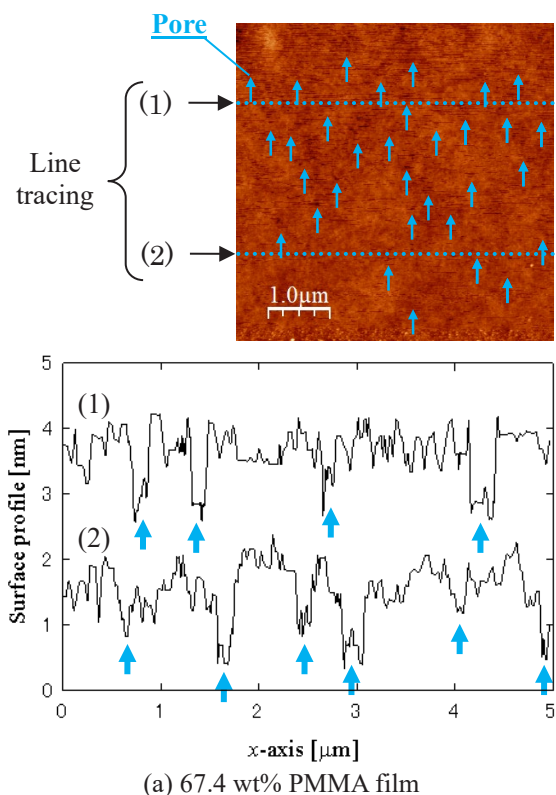 Pore
(1)
Line
tracing
(2)
1.0μm
5
(1)
4
3
(2)
2
1
0
Surface profile [nm]
0 1 2 3 4 5
x-axis [μm]
(a) 67.4 wt% PMMA film